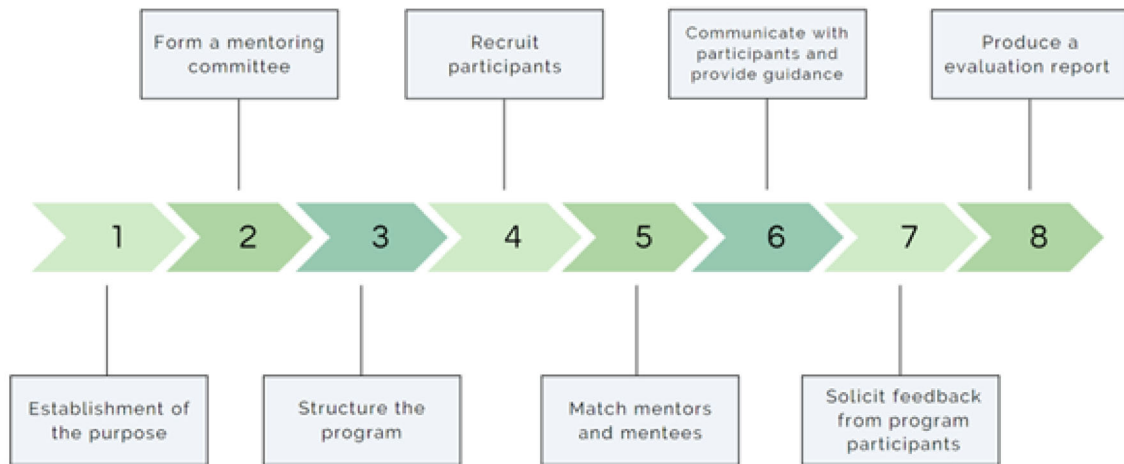 Form a mentoring
committee
Recruit
participants
Communicate with
participants and
provide guidance
Produce a
evaluation report
1
2
3
4
5
6
7
8
Establishment of
the purpose
Structure the
program
Match mentors
and mentees
Solicit feedback
from program
participants